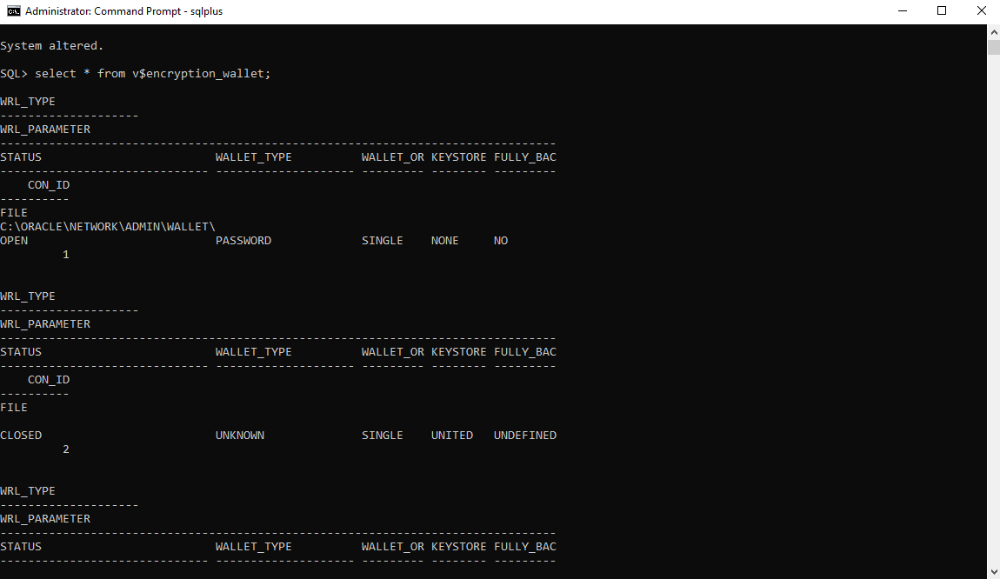 Administrator: Command Prompt - sqlplus
System altered.
SQL> select * from v$encryption_wallet;
WRL_TYPE
--------------------
WRL_PARAMETER
--------------------------------------------------------------------------------
STATUS                         WALLET_TYPE          WALLET_OR KEYSTORE FULLY_BAC
------------------------------ -------------------- --------- -------- ---------
    CON_ID
----------
FILE
C:\ORACLE\NETWORK\ADMIN\WALLET\
OPEN                           PASSWORD             SINGLE    NONE     NO
         1
WRL_TYPE
--------------------
WRL_PARAMETER
--------------------------------------------------------------------------------
STATUS                         WALLET_TYPE          WALLET_OR KEYSTORE FULLY_BAC
------------------------------ -------------------- --------- -------- ---------
    CON_ID
----------
FILE
CLOSED                         UNKNOWN              SINGLE    UNITED   UNDEFINED
         2
WRL_TYPE
--------------------
WRL_PARAMETER
--------------------------------------------------------------------------------
STATUS                         WALLET_TYPE          WALLET_OR KEYSTORE FULLY_BAC
------------------------------ -------------------- --------- -------- ---------